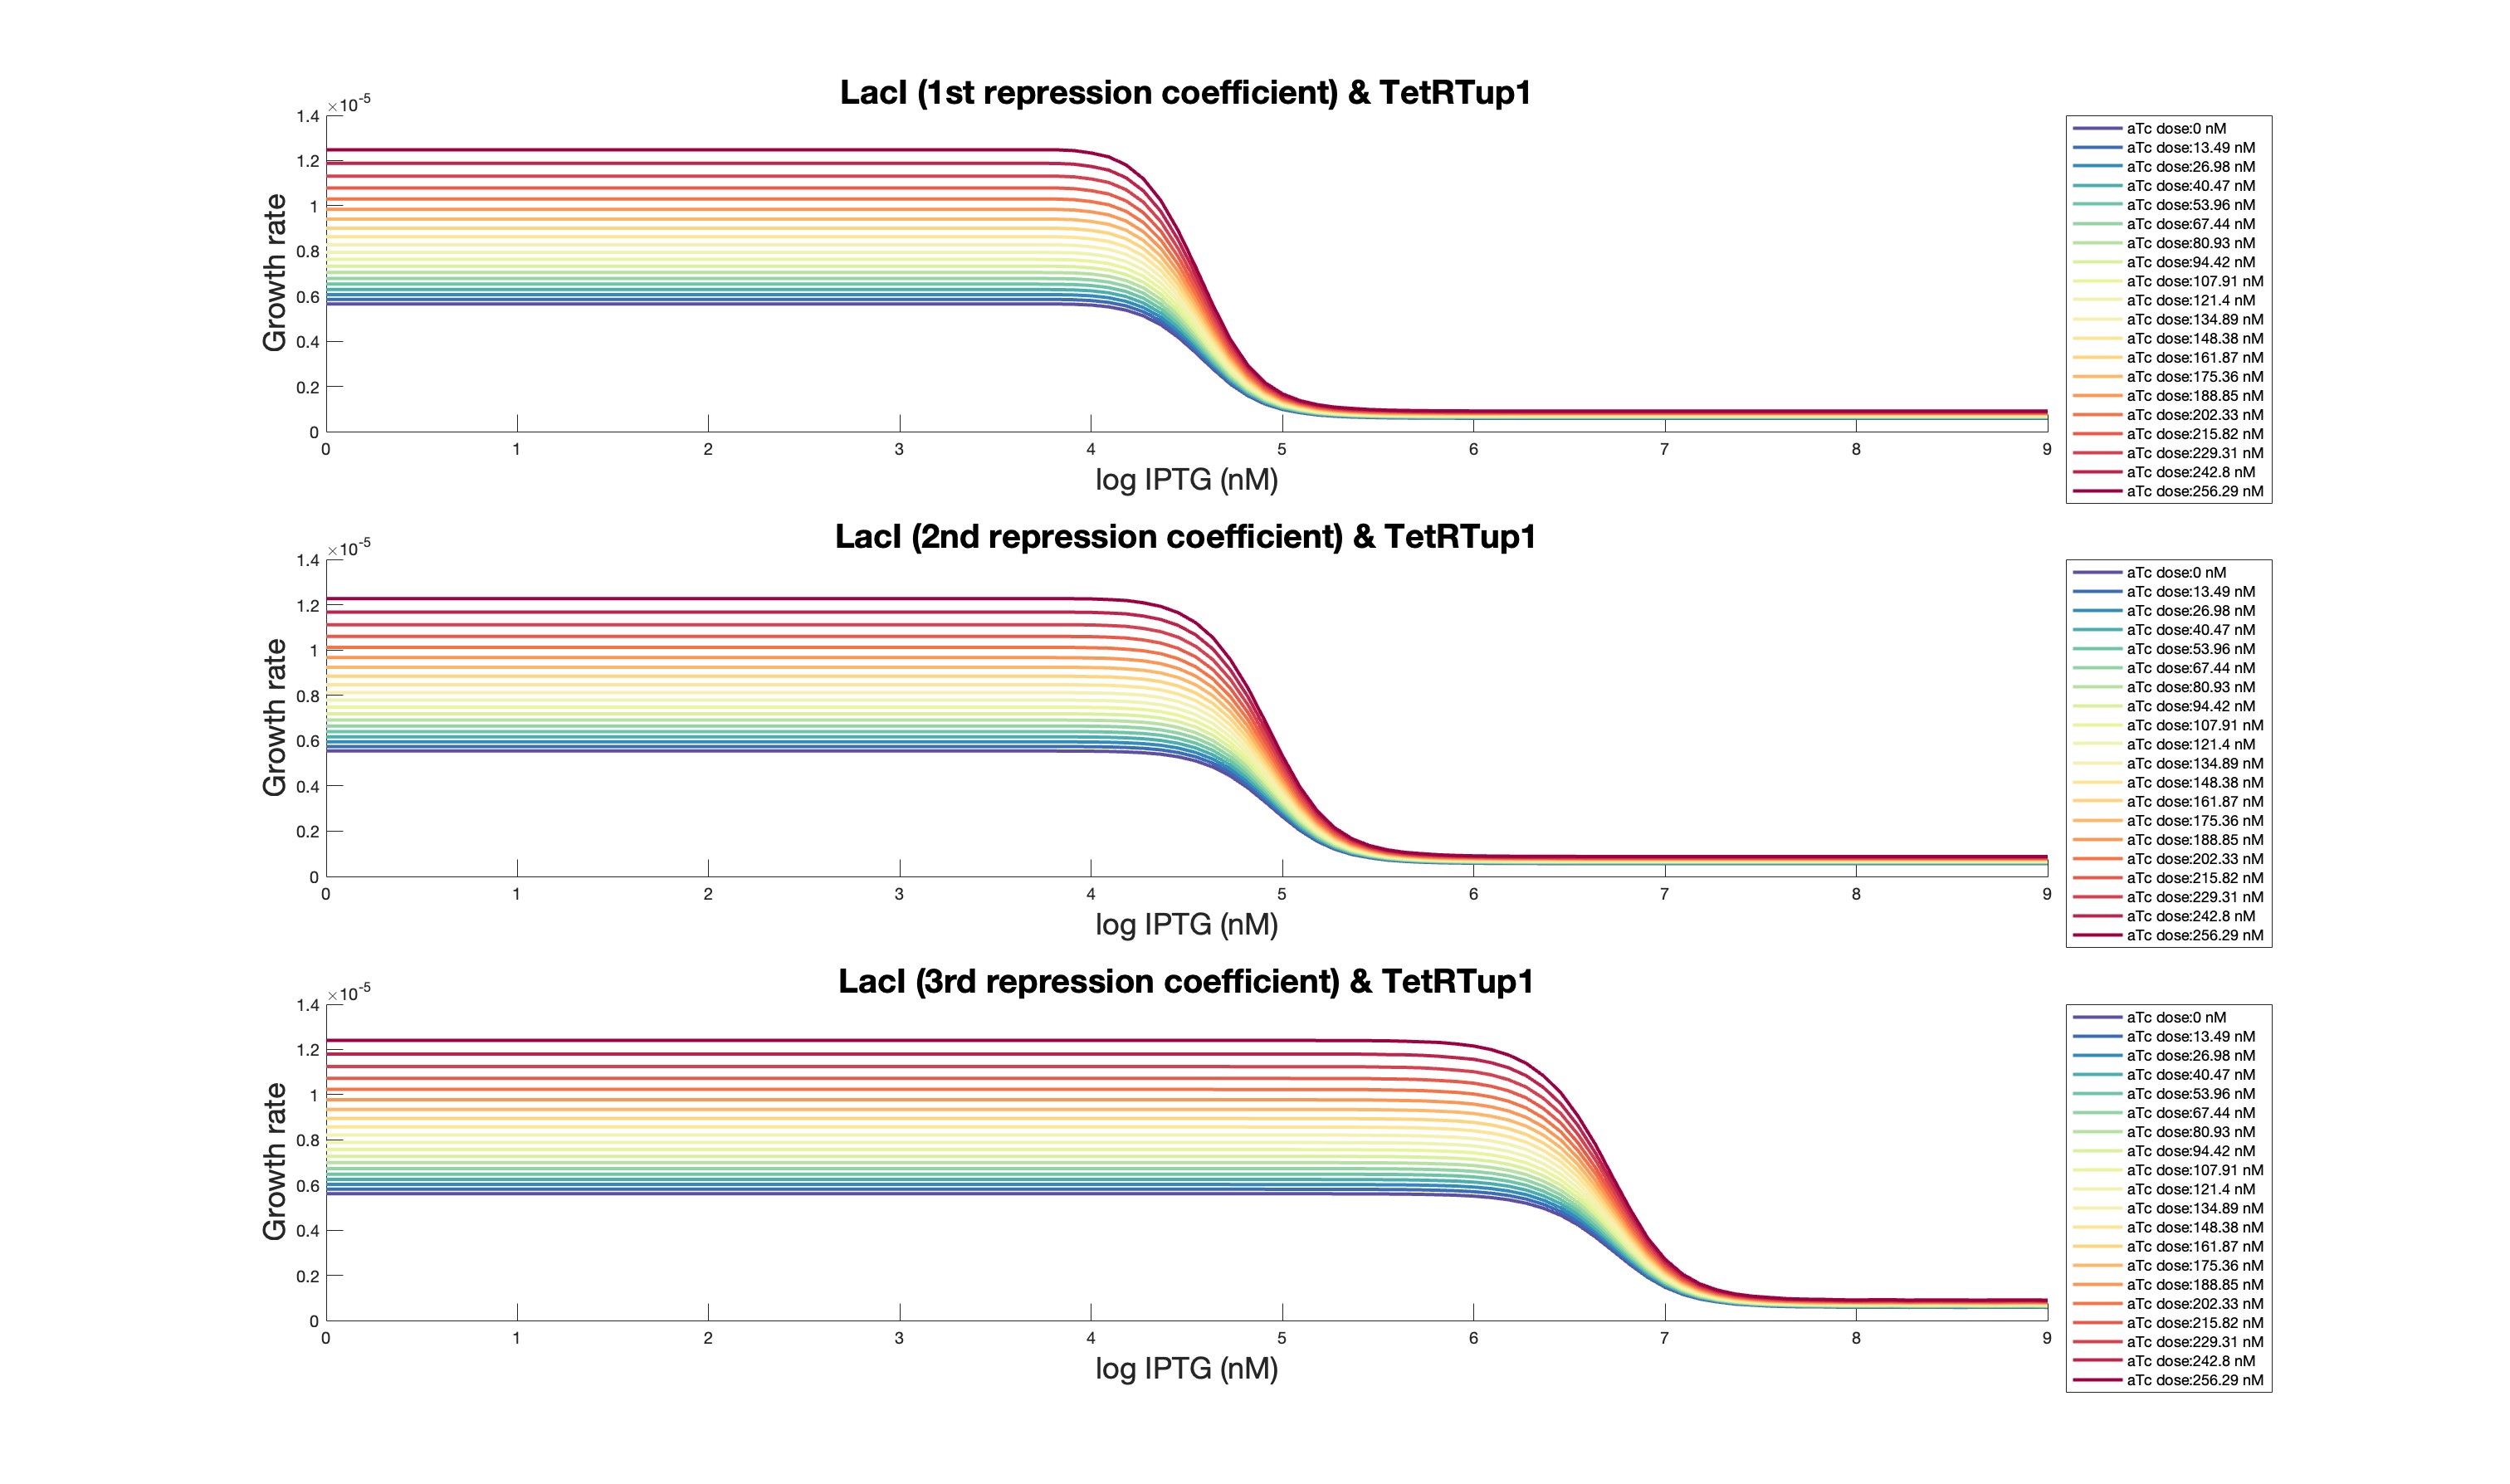 LacI (1st repression coefficient) & TetRTup1
×10-5
1.4
1.2
1
0.8
0.6
0.4
0.2
0
Growth rate
0 1 2 3 4 5 6 7 8 9
log IPTG (nM)
aTc dose:0 nM
aTc dose:13.49 nM
aTc dose:26.98 nM
aTc dose:40.47 nM
aTc dose:53.96 nM
aTc dose:67.44 nM
aTc dose:80.93 nM
aTc dose:94.42 nM
aTc dose:107.91 nM
aTc dose:121.4 nM
aTc dose:134.89 nM
aTc dose:148.38 nM
aTc dose:161.87 nM
aTc dose:175.36 nM
aTc dose:188.85 nM
aTc dose:202.33 nM
aTc dose:215.82 nM
aTc dose:229.31 nM
aTc dose:242.8 nM
aTc dose:256.29 nM
LacI (2nd repression coefficient) & TetRTup1
×10-5
1.4
1.2
1
0.8
0.6
0.4
0.2
0
Growth rate
0 1 2 3 4 5 6 7 8 9
log IPTG (nM)
aTc dose:0 nM
aTc dose:13.49 nM
aTc dose:26.98 nM
aTc dose:40.47 nM
aTc dose:53.96 nM
aTc dose:67.44 nM
aTc dose:80.93 nM
aTc dose:94.42 nM
aTc dose:107.91 nM
aTc dose:121.4 nM
aTc dose:134.89 nM
aTc dose:148.38 nM
aTc dose:161.87 nM
aTc dose:175.36 nM
aTc dose:188.85 nM
aTc dose:202.33 nM
aTc dose:215.82 nM
aTc dose:229.31 nM
aTc dose:242.8 nM
aTc dose:256.29 nM
LacI (3rd repression coefficient) & TetRTup1
×10-5
1.4
1.2
1
0.8
0.6
0.4
0.2
0
Growth rate
0 1 2 3 4 5 6 7 8 9
log IPTG (nM)
aTc dose:0 nM
aTc dose:13.49 nM
aTc dose:26.98 nM
aTc dose:40.47 nM
aTc dose:53.96 nM
aTc dose:67.44 nM
aTc dose:80.93 nM
aTc dose:94.42 nM
aTc dose:107.91 nM
aTc dose:121.4 nM
aTc dose:134.89 nM
aTc dose:148.38 nM
aTc dose:161.87 nM
aTc dose:175.36 nM
aTc dose:188.85 nM
aTc dose:202.33 nM
aTc dose:215.82 nM
aTc dose:229.31 nM
aTc dose:242.8 nM
aTc dose:256.29 nM